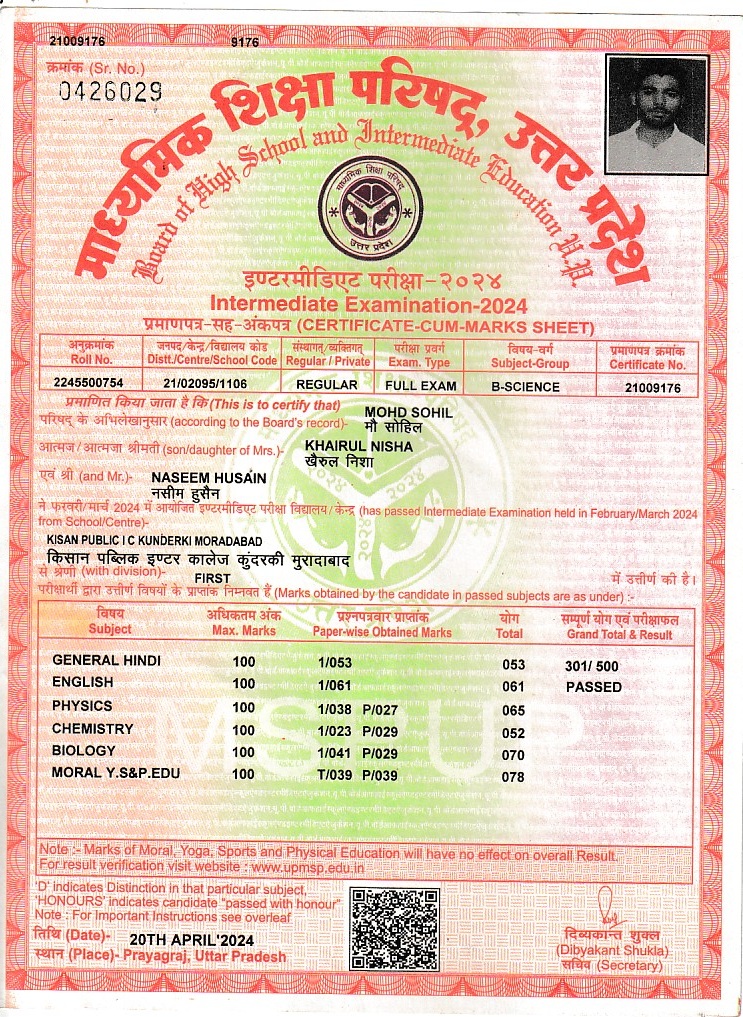 21009176 9176
क्रमांक (Sr. No.)
0426029
माध्यमिक शिक्षा परिषद्, उत्तर प्रदेश
Board of High School and Intermediate Education U.P.
माध्यमिक शिक्षा परिषद्
उत्तर प्रदेश
इण्टरमीडिएट परीक्षा-२०२४
Intermediate Examination-2024
प्रमाणपत्र-सह-अंकपत्र (CERTIFICATE-CUM-MARKS SHEET)
अनुक्रमांक जनपद/केन्द्र/विद्यालय कोड संस्थागत/व्यक्तिगत् परीक्षा प्रवर्ग विषय-वर्ग प्रमाणपत्र क्रमांक
Roll No. Distt./Centre/School Code Regular / Private Exam. Type Subject-Group Certificate No.
2245500754 21/02095/1106 REGULAR FULL EXAM B-SCIENCE 21009176
प्रमाणित किया जाता है कि (This is to certify that) MOHD SOHIL
परिषद् के अभिलेखानुसार (according to the Board's record)- मौ सोहिल
आत्मज/आत्मजा श्रीमती (son/daughter of Mrs.)- KHAIRUL NISHA
खैरुल निशा
एवं श्री (and Mr.)- NASEEM HUSAIN
नसीम हुसैन
ने फरवरी/मार्च 2024 में आयोजित इण्टरमीडिएट परीक्षा विद्यालय/केन्द्र (has passed Intermediate Examination held in February/March 2024
from School/Centre)-
KISAN PUBLIC I C KUNDERKI MORADABAD
किसान पब्लिक इण्टर कालेज कुंदरकी मुरादाबाद
से श्रेणी (with division)- FIRST में उत्तीर्ण की है।
परीक्षार्थी द्वारा उत्तीर्ण विषयों के प्राप्तांक निम्नवत हैं (Marks obtained by the candidate in passed subjects are as under) :-
विषय अधिकतम अंक प्रश्नपत्रवार प्राप्तांक योग सम्पूर्ण योग एवं परीक्षाफल
Subject Max. Marks Paper-wise Obtained Marks Total Grand Total & Result
GENERAL HINDI 100 1/053 053 301/ 500
ENGLISH 100 1/061 061 PASSED
PHYSICS 100 1/038 P/027 065
CHEMISTRY 100 1/023 P/029 052
BIOLOGY 100 1/041 P/029 070
MORAL Y.S&P.EDU 100 T/039 P/039 078
MSPUP
Note :- Marks of Moral, Yoga, Sports and Physical Education will have no effect on overall Result.
For result verification visit website : www.upmsp.edu.in
'D' indicates Distinction in that particular subject,
'HONOURS' indicates candidate "passed with honour"
Note : For Important Instructions see overleaf
तिथि (Date)- 20TH APRIL'2024
स्थान (Place)- Prayagraj, Uttar Pradesh
दिब्यकान्त शुक्ल
(Dibyakant Shukla)
सचिव (Secretary)